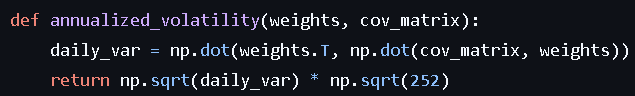 def annualized_volatility(weights, cov_matrix):
    daily_var = np.dot(weights.T, np.dot(cov_matrix, weights))
    return np.sqrt(daily_var) * np.sqrt(252)